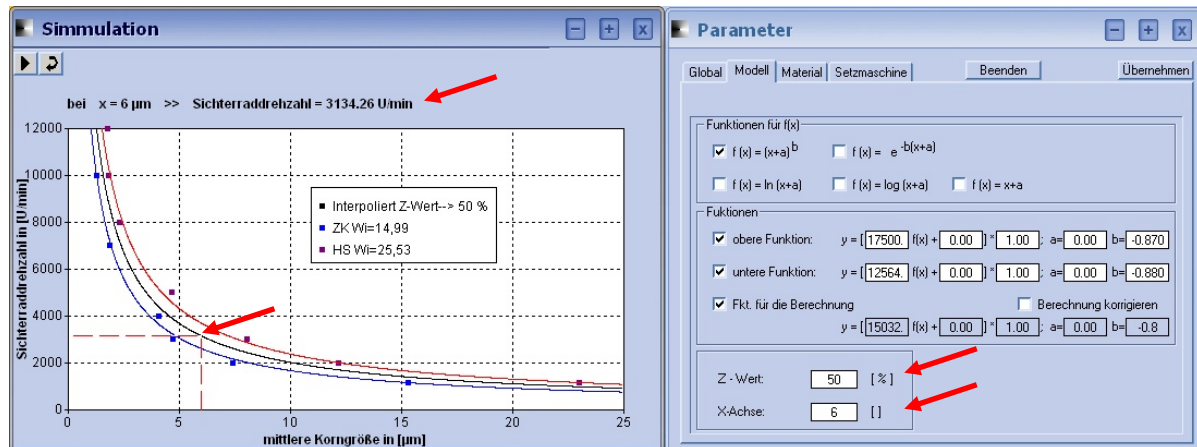 Simmulation
bei x = 6 µm >> Sichterraddrehzahl = 3134.26 U/min
Sichterraddrehzahl in [U/min]
12000
10000
8000
6000
4000
2000
0
0 5 10 15 20 25
mittlere Korngröße in [µm]
Interpoliert Z-Wert--> 50 %
ZK Wi=14,99
HS Wi=25,53
Parameter
Global Modell Material Setzmaschine Beenden Übernehmen
Funktionen für f(x)
f (x) = (x+a)^b f (x) = e^-b(x+a)
f (x) = ln (x+a) f (x) = log (x+a) f (x) = x+a
Fuktionen
obere Funktion: y = [ 17500. f(x) + 0.00 ] * 1.00 ; a= 0.00 b= -0.870
untere Funktion: y = [ 12564. f(x) + 0.00 ] * 1.00 ; a= 0.00 b= -0.880
Fkt. für die Berechnung Berechnung korrigieren
y = [ 15032. f(x) + 0.00 ] * 1.00 ; a= 0.00 b= -0.8
Z - Wert: 50 [ % ]
X-Achse: 6 [ ]